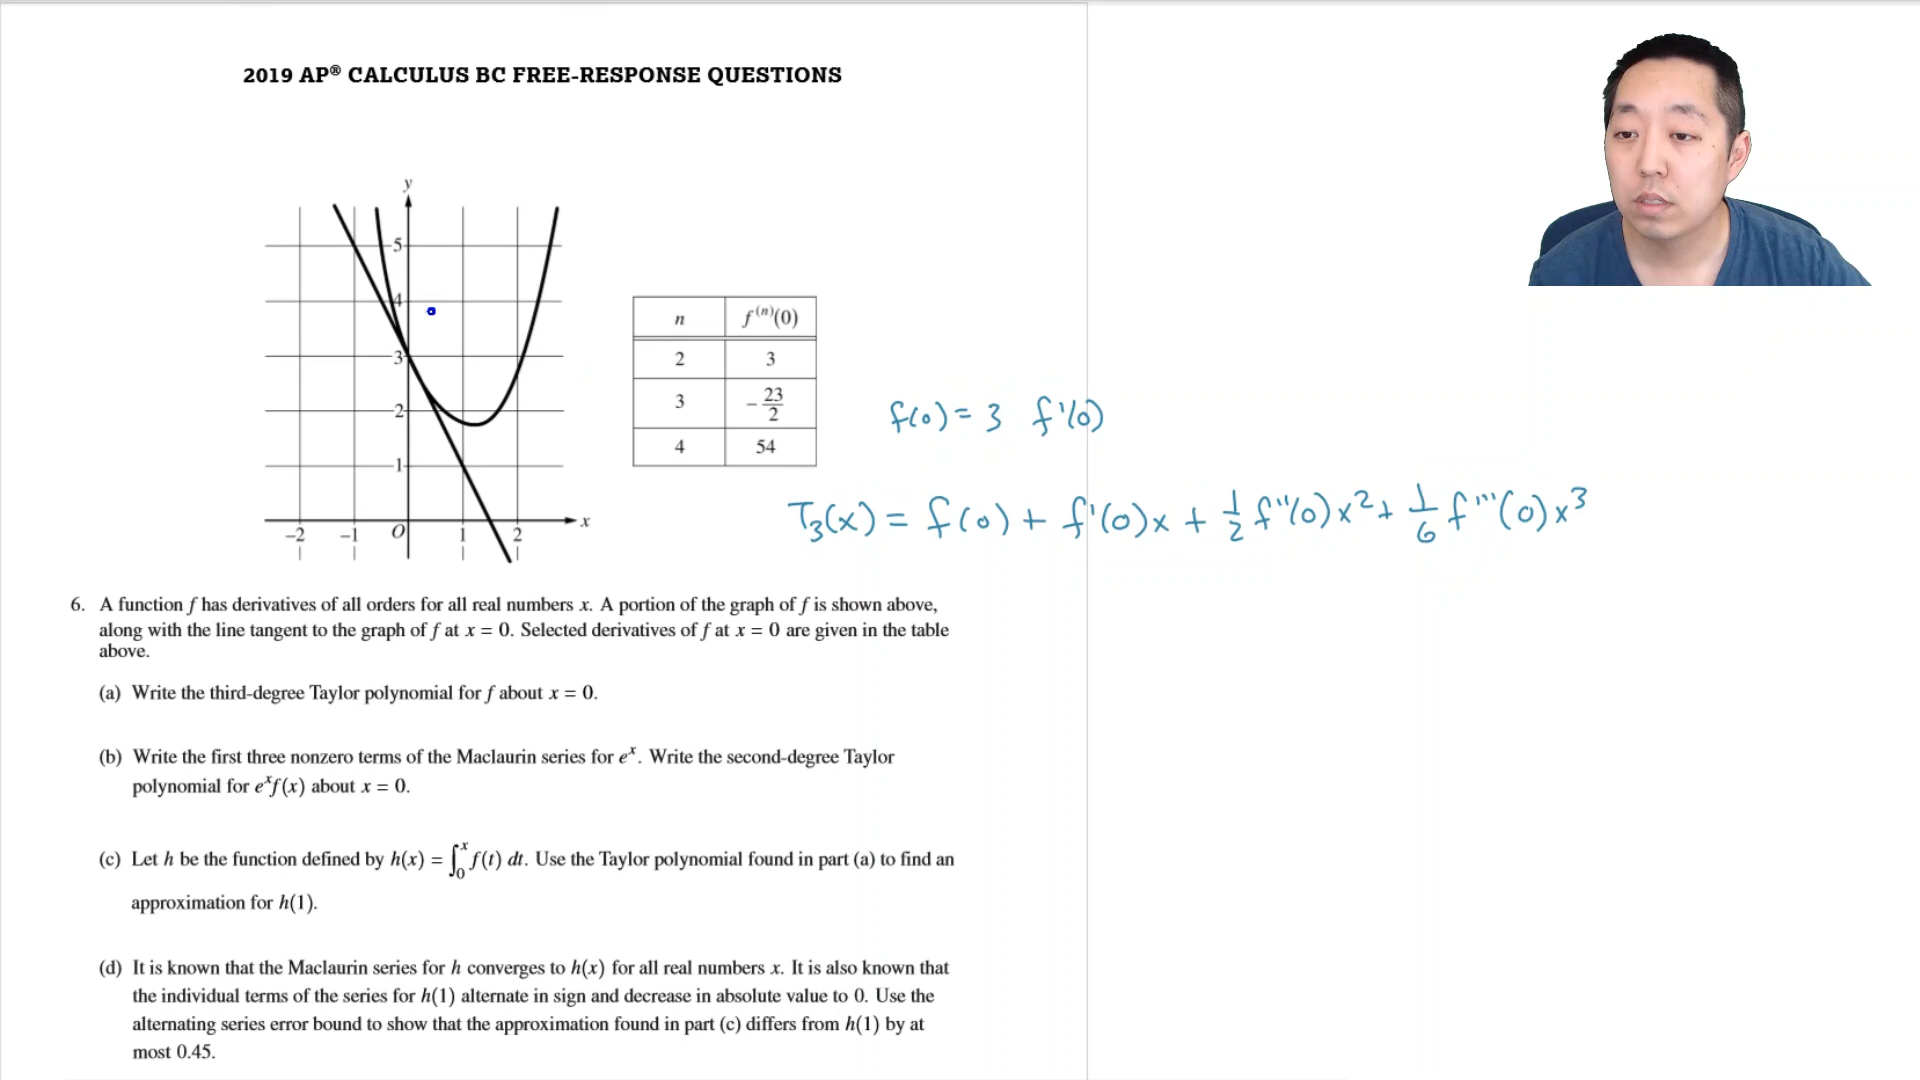 2019 AP® CALCULUS BC FREE-RESPONSE QUESTIONS
y
5
4
3
2
1
-2 -1 O 1 2 x
n f⁽ⁿ⁾(0)
2 3
3 -23/2
4 54
f(0) = 3 f'(0)
T₃(x) = f(0) + f'(0)x + 1/2 f''(0)x² + 1/6 f'''(0)x³
6. A function f has derivatives of all orders for all real numbers x. A portion of the graph of f is shown above,
along with the line tangent to the graph of f at x = 0. Selected derivatives of f at x = 0 are given in the table
above.
(a) Write the third-degree Taylor polynomial for f about x = 0.
(b) Write the first three nonzero terms of the Maclaurin series for eˣ. Write the second-degree Taylor
polynomial for eˣf(x) about x = 0.
(c) Let h be the function defined by h(x) = ∫₀ˣ f(t) dt. Use the Taylor polynomial found in part (a) to find an
approximation for h(1).
(d) It is known that the Maclaurin series for h converges to h(x) for all real numbers x. It is also known that
the individual terms of the series for h(1) alternate in sign and decrease in absolute value to 0. Use the
alternating series error bound to show that the approximation found in part (c) differs from h(1) by at
most 0.45.